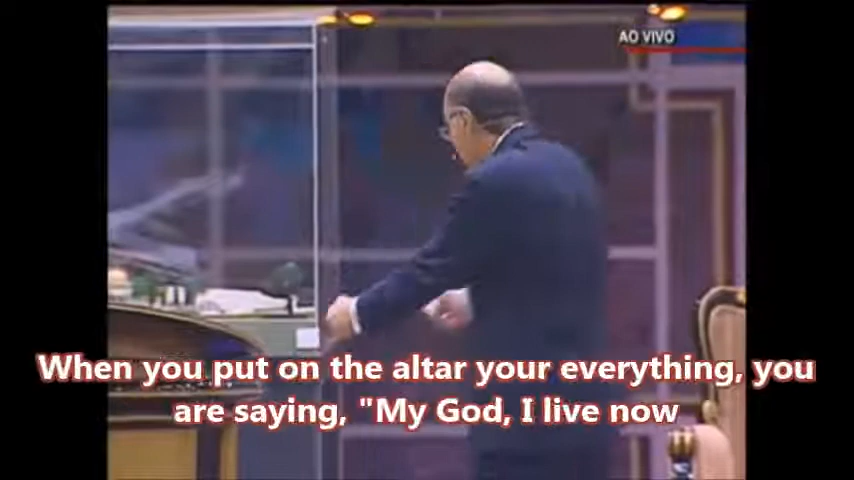 AO VIVO
When you put on the altar your everything, you
are saying, "My God, I live now